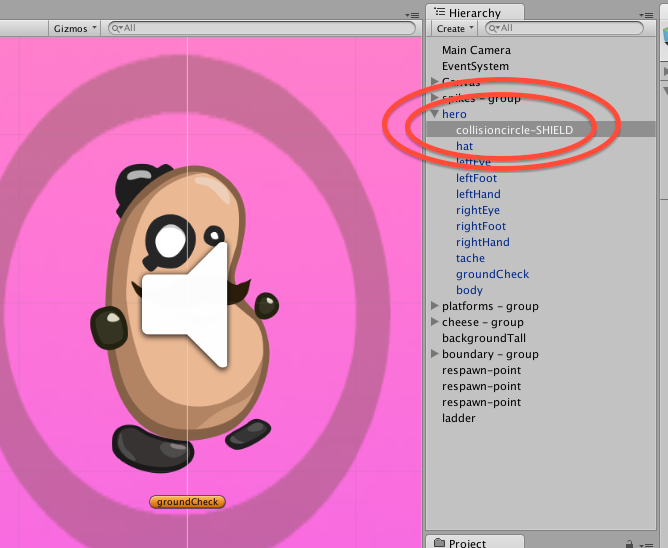 Gizmos
All
groundCheck
Hierarchy
Create
All
Main Camera
EventSystem
Canvas
spikes - group
hero
collisioncircle-SHIELD
hat
leftEye
leftFoot
leftHand
rightEye
rightFoot
rightHand
tache
groundCheck
body
platforms - group
cheese - group
backgroundTall
boundary - group
respawn-point
respawn-point
respawn-point
ladder
Project